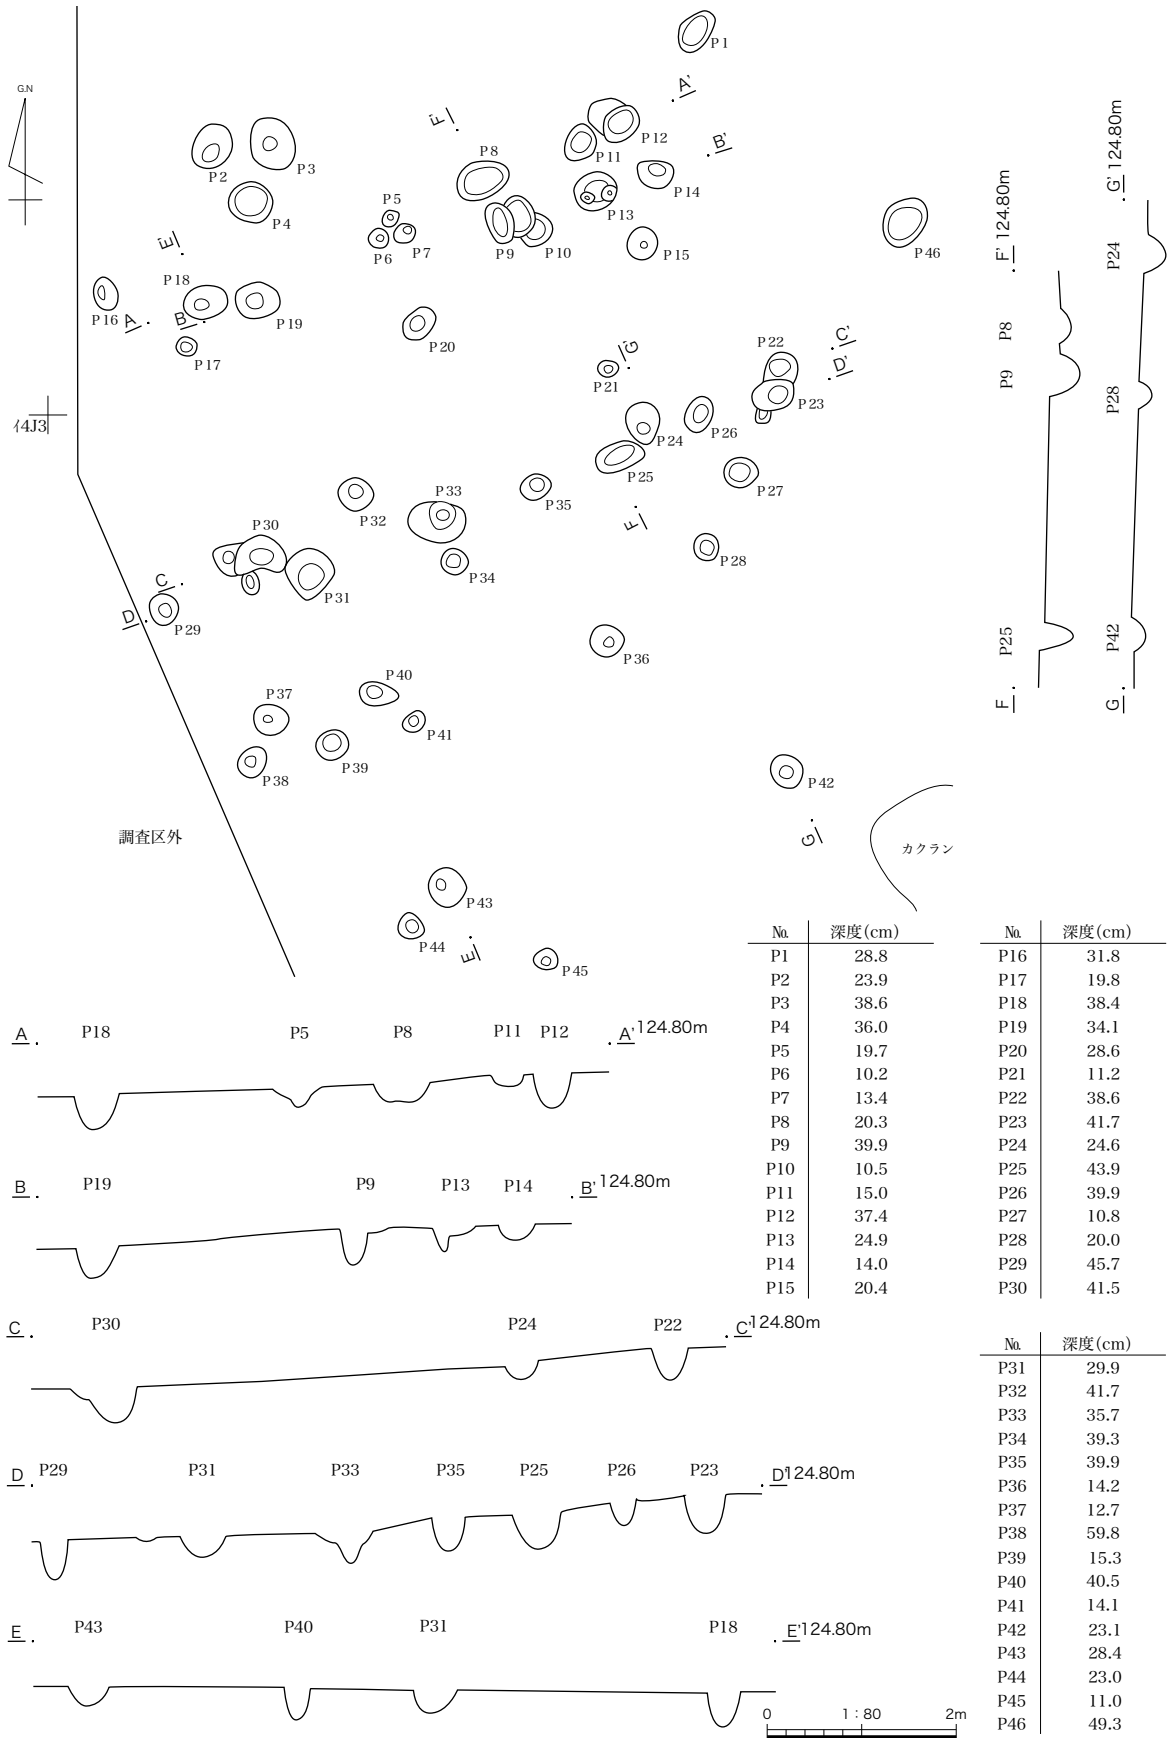 G.N
P1
A'
F'
P12
P11
B'
P8
P2
P3
P14
P5
P13
P4
P6
P7
P9
P10
P15
P46
E'
P18
P16
A
B
P19
P17
P20
G'
P21
P22
C'
D'
P23
イ4J3
P24
P26
P25
P27
P35
P33
P32
F
P30
P28
P34
C
P31
D
P29
P36
P40
P37
P41
P39
P38
P42
調査区外
G
カクラン
P43
P44
E
P45
F' 124.80m
P8
P9
P25
F
G' 124.80m
P24
P28
P42
G
A P18 P5 P8 P11 P12 A' 124.80m
B P19 P9 P13 P14 B' 124.80m
C P30 P24 P22 C' 124.80m
D P29 P31 P33 P35 P25 P26 P23 D' 124.80m
E P43 P40 P31 P18 E' 124.80m
0 1:80 2m
№ 深度(cm)
P1 28.8
P2 23.9
P3 38.6
P4 36.0
P5 19.7
P6 10.2
P7 13.4
P8 20.3
P9 39.9
P10 10.5
P11 15.0
P12 37.4
P13 24.9
P14 14.0
P15 20.4
№ 深度(cm)
P16 31.8
P17 19.8
P18 38.4
P19 34.1
P20 28.6
P21 11.2
P22 38.6
P23 41.7
P24 24.6
P25 43.9
P26 39.9
P27 10.8
P28 20.0
P29 45.7
P30 41.5
№ 深度(cm)
P31 29.9
P32 41.7
P33 35.7
P34 39.3
P35 39.9
P36 14.2
P37 12.7
P38 59.8
P39 15.3
P40 40.5
P41 14.1
P42 23.1
P43 28.4
P44 23.0
P45 11.0
P46 49.3